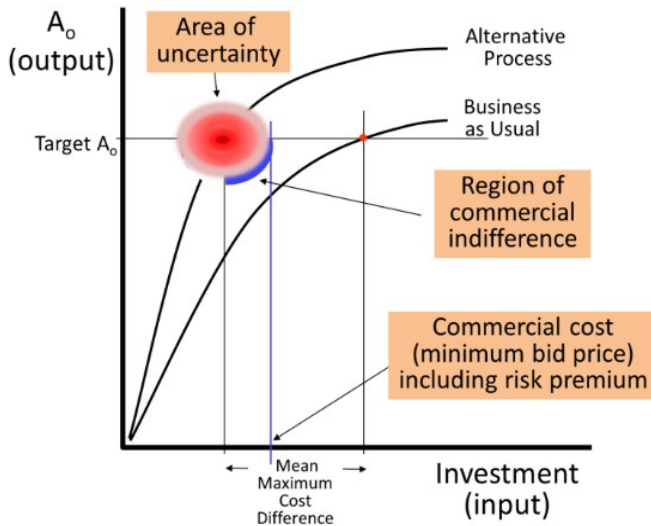 Aₒ
(output)
Area of
uncertainty
Alternative
Process
Business
as Usual
Target Aₒ
Region of
commercial
indifference
Commercial cost
(minimum bid price)
including risk premium
Mean
Maximum
Cost
Difference
Investment
(input)